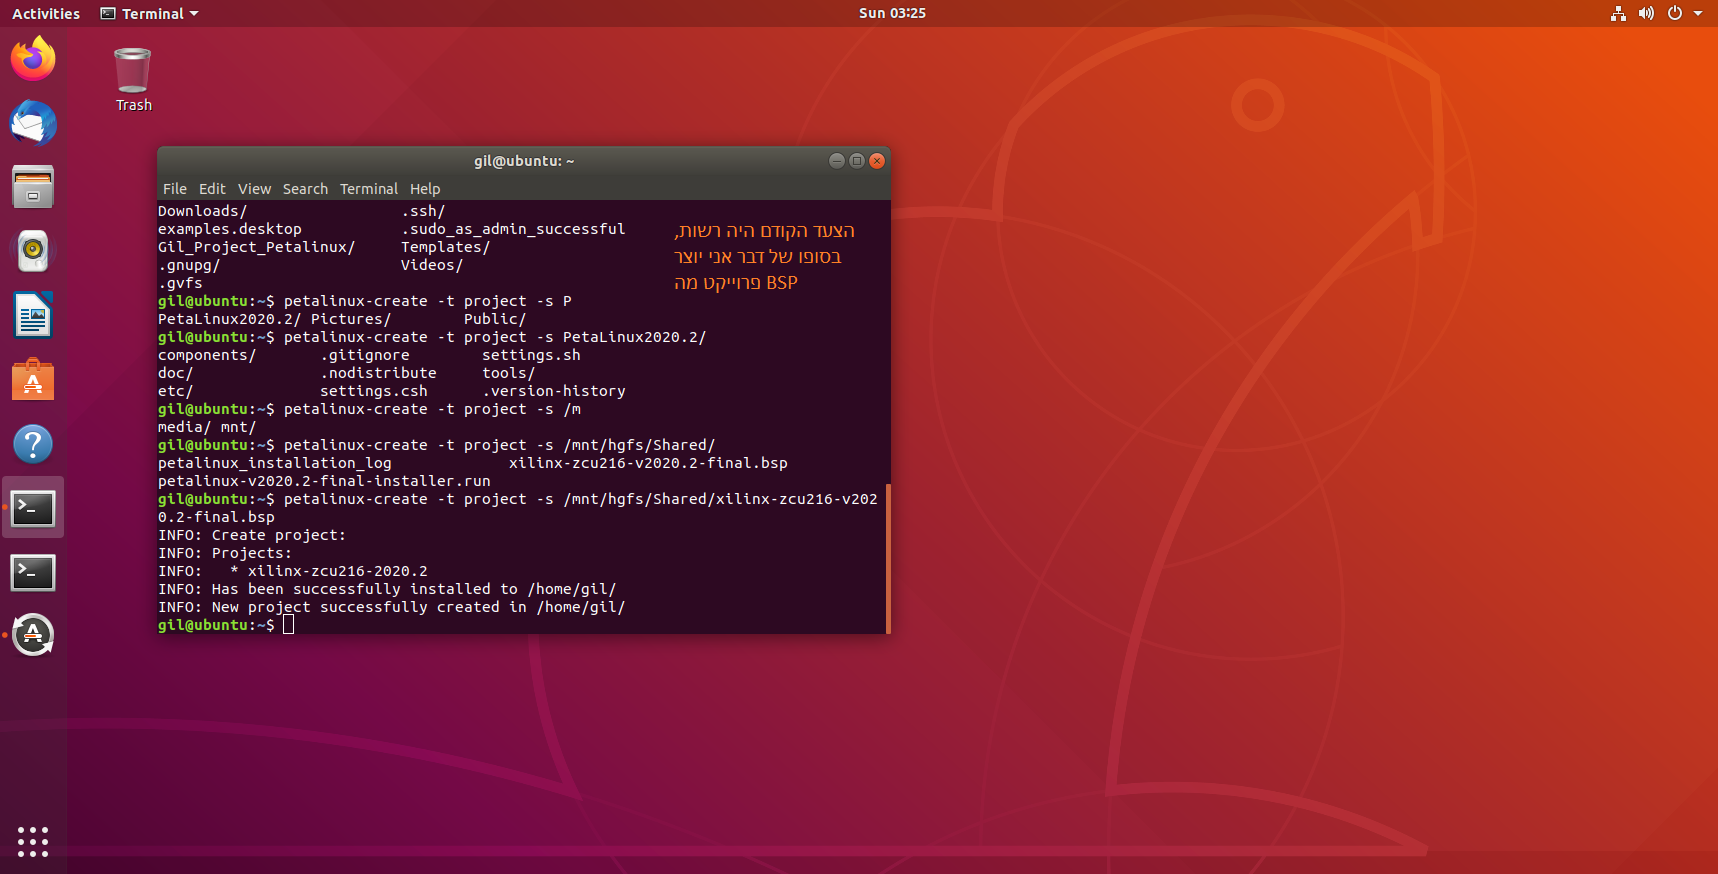 Activities
Terminal
Sun 03:25
Trash
gil@ubuntu: ~
File Edit View Search Terminal Help
Downloads/ .ssh/
examples.desktop .sudo_as_admin_successful
Gil_Project_Petalinux/ Templates/
.gnupg/ Videos/
.gvfs
הצעד הקודם היה רשות,
בסופו של דבר אני יוצר
פרוייקט מה BSP
gil@ubuntu:~$ petalinux-create -t project -s P
PetaLinux2020.2/ Pictures/ Public/
gil@ubuntu:~$ petalinux-create -t project -s PetaLinux2020.2/
components/ .gitignore settings.sh
doc/ .nodistribute tools/
etc/ settings.csh .version-history
gil@ubuntu:~$ petalinux-create -t project -s /m
media/ mnt/
gil@ubuntu:~$ petalinux-create -t project -s /mnt/hgfs/Shared/
petalinux_installation_log xilinx-zcu216-v2020.2-final.bsp
petalinux-v2020.2-final-installer.run
gil@ubuntu:~$ petalinux-create -t project -s /mnt/hgfs/Shared/xilinx-zcu216-v202
0.2-final.bsp
INFO: Create project:
INFO: Projects:
INFO: * xilinx-zcu216-2020.2
INFO: Has been successfully installed to /home/gil/
INFO: New project successfully created in /home/gil/
gil@ubuntu:~$